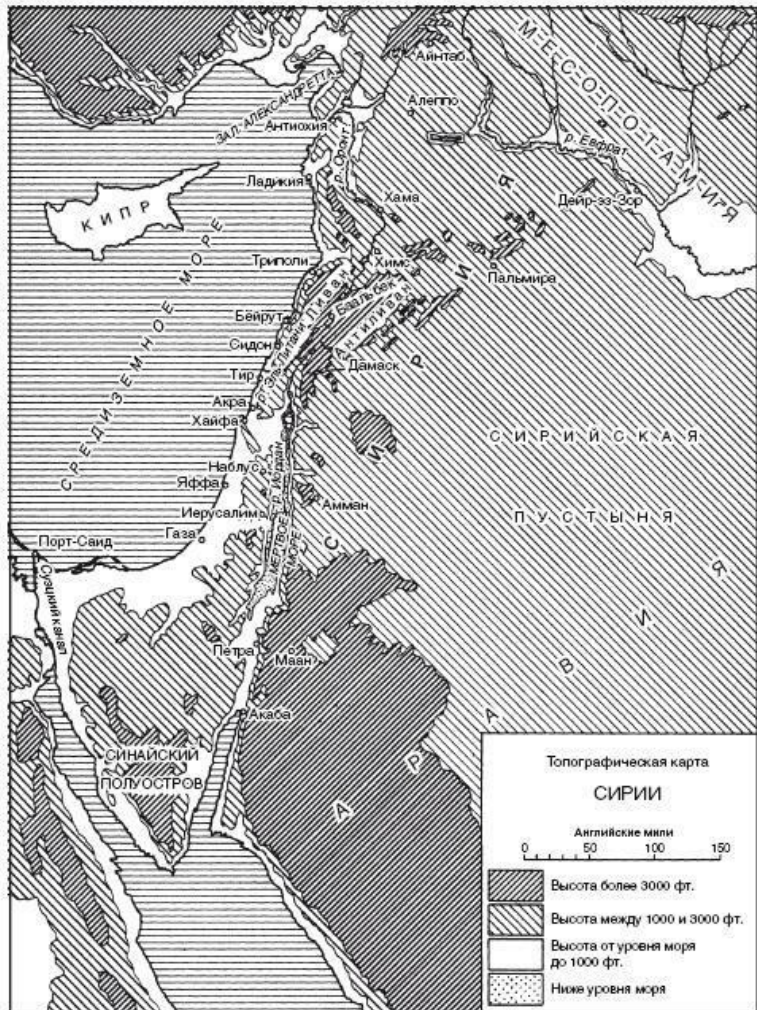 МЕСОПОТАМИЯ
Айнтаб
Алеппо
ЗАЛ. АЛЕКСАНДРЕТТА
Антиохия
р. Оронт
р. Евфрат
Ладикия
Дейр-эз-Зор
Хама
КИПР
Триполи
Химс
Пальмира
СРЕДИЗЕМНОЕ МОРЕ
Ливан
Баальбек
Антиливан
Бейрут
р. Эль-Литани
Сидон
Дамаск
Тир
Акра
Хайфа
СИРИЯ
СИРИЙСКАЯ
ПУСТЫНЯ
Наблус
р. Иордан
Яффа
Амман
Иерусалим
Газа
МЕРТВОЕ
МОРЕ
Порт-Саид
Суэцкий канал
Петра
Маан
Акаба
АРАВИЯ
СИНАЙСКИЙ
ПОЛУОСТРОВ
Топографическая карта
СИРИИ
Английские мили
0 50 100 150
Высота более 3000 фт.
Высота между 1000 и 3000 фт.
Высота от уровня моря
до 1000 фт.
Ниже уровня моря